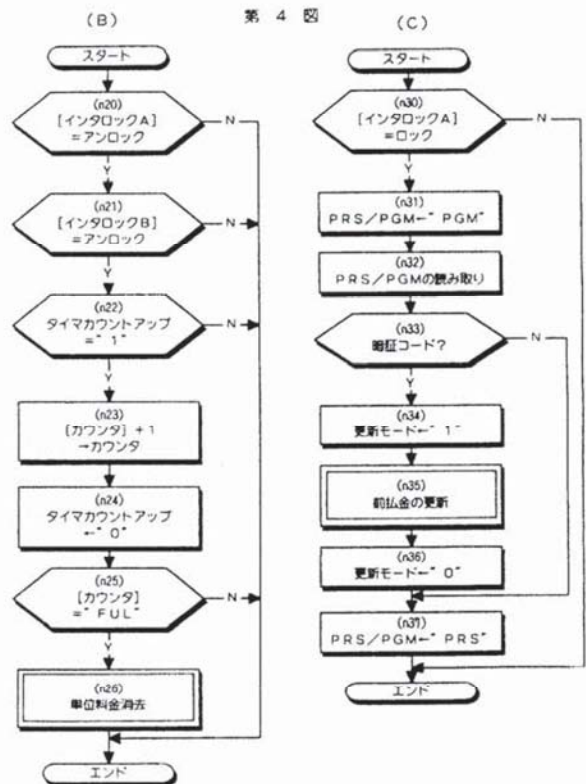 第 4 図
(B)
スタート
(n20)
[インタロックA]
=アンロック
N
Y
(n21)
[インタロックB]
=アンロック
N
Y
(n22)
タイマカウントアップ
="1"
N
Y
(n23)
[カウンタ]+1
→カウンタ
(n24)
タイマカウントアップ
←"0"
(n25)
[カウンタ]
="FUL"
N
Y
(n26)
単位料金消去
エンド
(C)
スタート
(n30)
[インタロックA]
=ロック
N
Y
(n31)
PRS/PGM←"PGM"
(n32)
PRS/PGMの読み取り
(n33)
暗証コード?
N
Y
(n34)
更新モード←"1"
(n35)
前払金の更新
(n36)
更新モード←"0"
(n37)
PRS/PGM←"PRS"
エンド